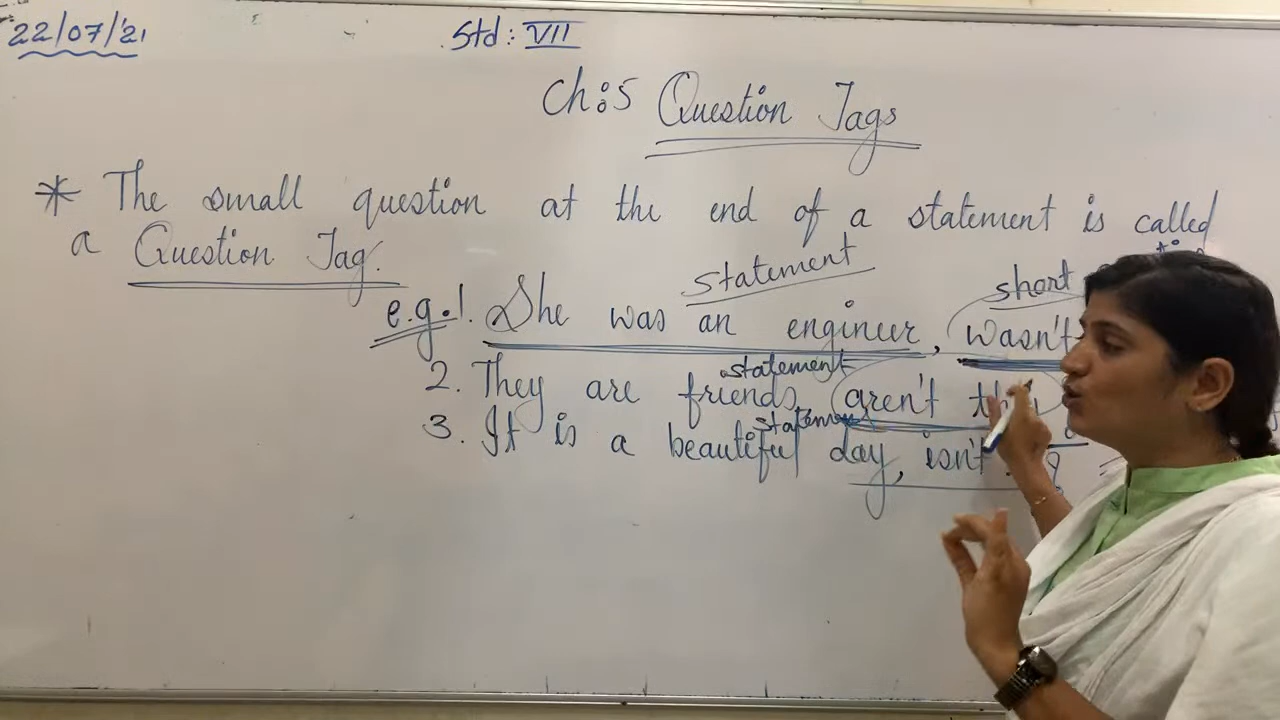 22/07/21
Std: VII
Ch:5 Question Tags
* The small question at the end of a statement is called
a Question Tag.
statement
short
e.g. 1. She was an engineer, wasn't
statement
2. They are friends, aren't
statement
3. It is a beautiful day, isn't